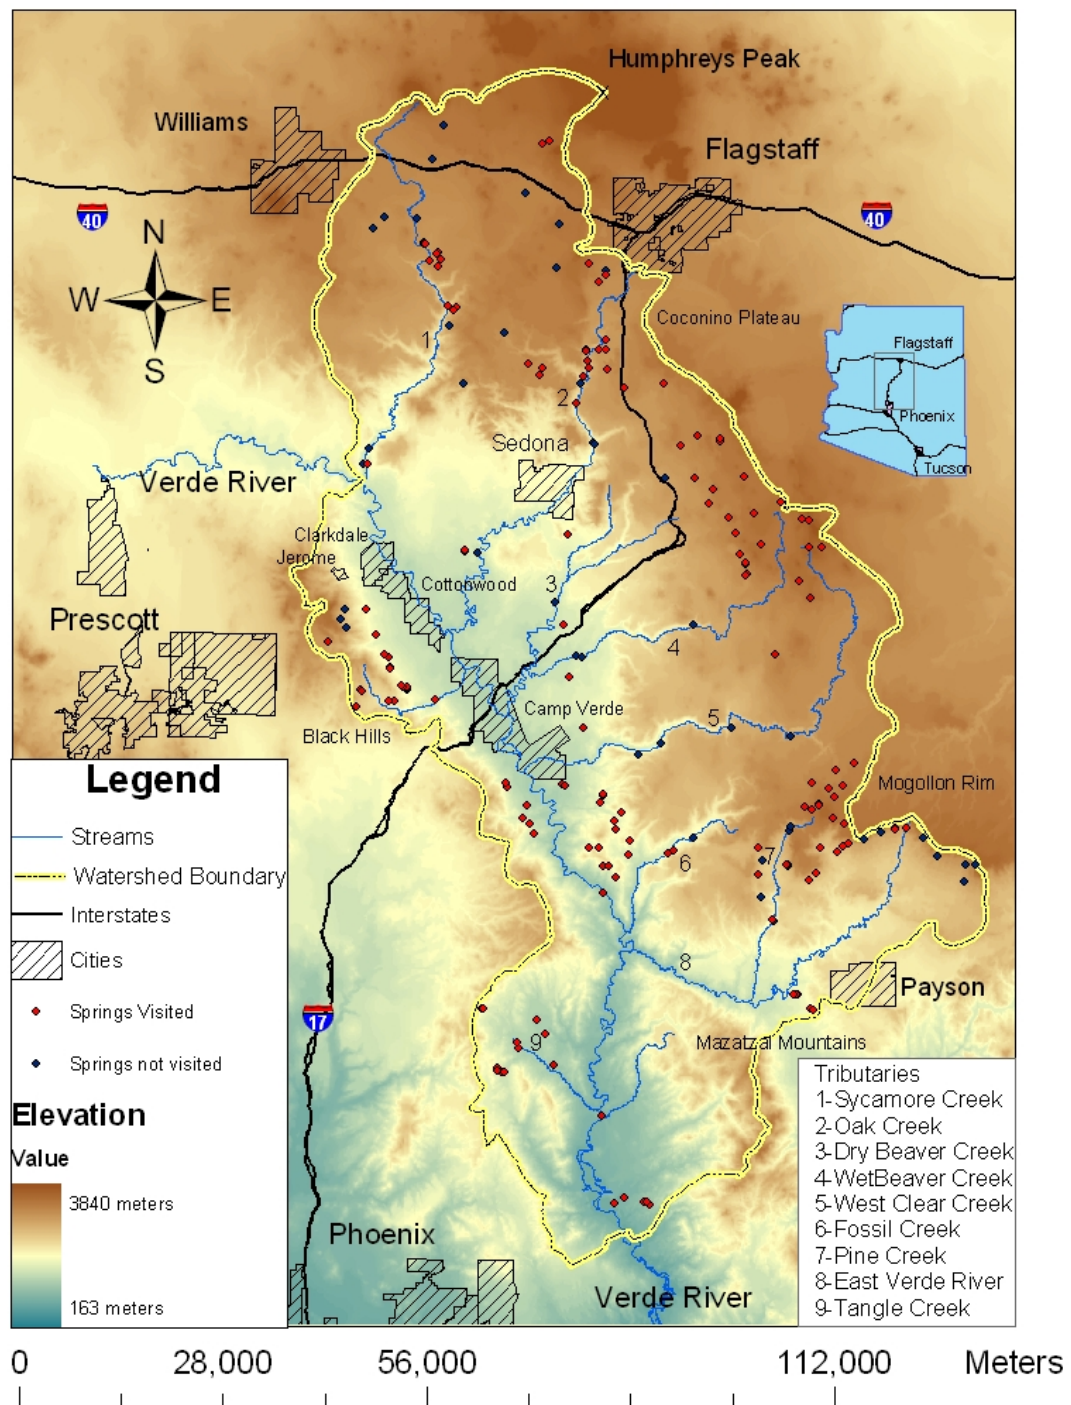 Humphreys Peak
Williams
Flagstaff
40
40
N
W
E
S
Coconino Plateau
1
2
Flagstaff
Phoenix
Tucson
Sedona
Verde River
Clarkdale
Jerome
Cottonwood
3
Prescott
4
Camp Verde
5
Black Hills
Mogollon Rim
Legend
Streams
Watershed Boundary
Interstates
Cities
Springs Visited
Springs not visited
Elevation
Value
3840 meters
163 meters
6
7
8
Payson
17
9
Mazatzal Mountains
Tributaries
1-Sycamore Creek
2-Oak Creek
3-Dry Beaver Creek
4-WetBeaver Creek
5-West Clear Creek
6-Fossil Creek
7-Pine Creek
8-East Verde River
9-Tangle Creek
Phoenix
Verde River
0 28,000 56,000 112,000 Meters